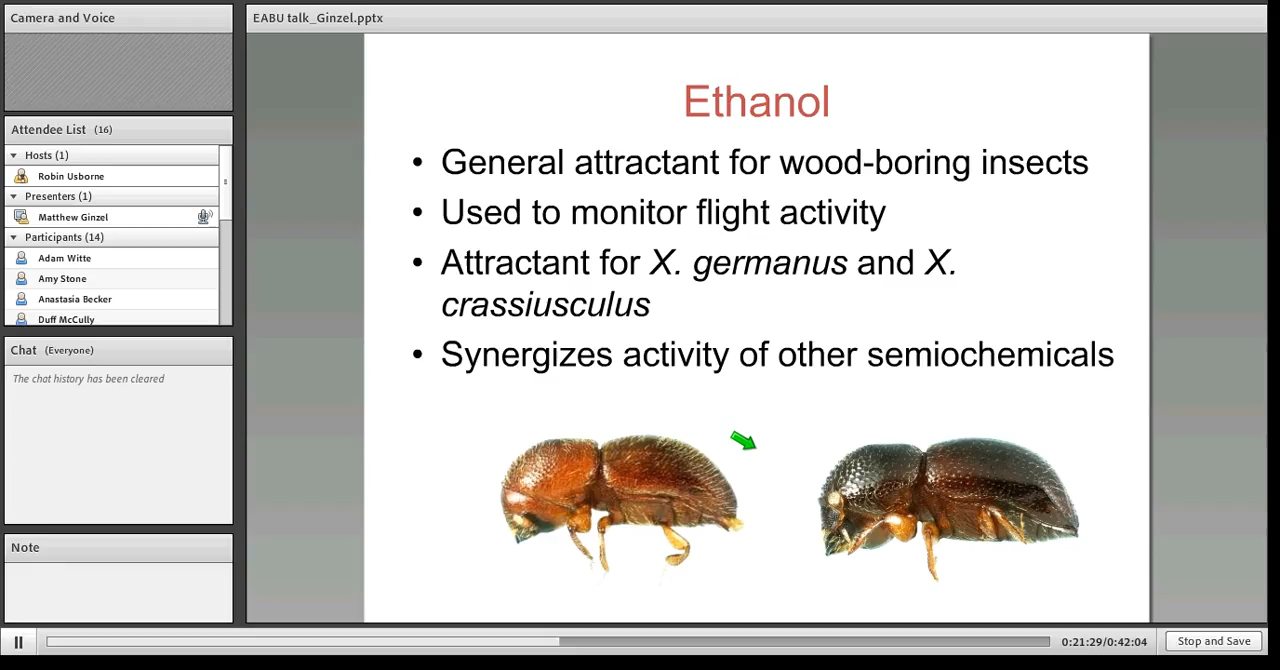 Camera and Voice
EABU talk_Ginzel.pptx
Attendee List (16)
Hosts (1)
Robin Usborne
Presenters (1)
Matthew Ginzel
Participants (14)
Adam Witte
Amy Stone
Anastasia Becker
Duff McCully
Chat (Everyone)
The chat history has been cleared
Note
Ethanol
• General attractant for wood-boring insects
• Used to monitor flight activity
• Attractant for X. germanus and X.
crassiusculus
• Synergizes activity of other semiochemicals
0:21:29/0:42:04
Stop and Save